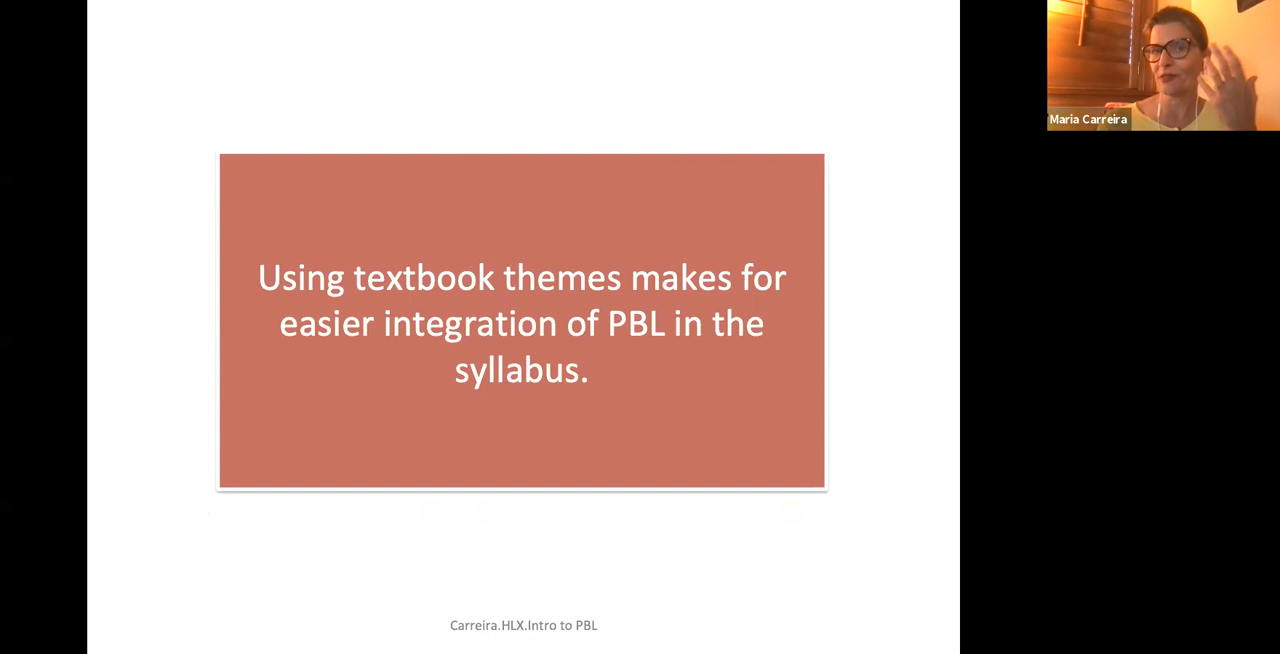 Maria Carreira
Using textbook themes makes for
easier integration of PBL in the
syllabus.
Carreira.HLX.Intro to PBL